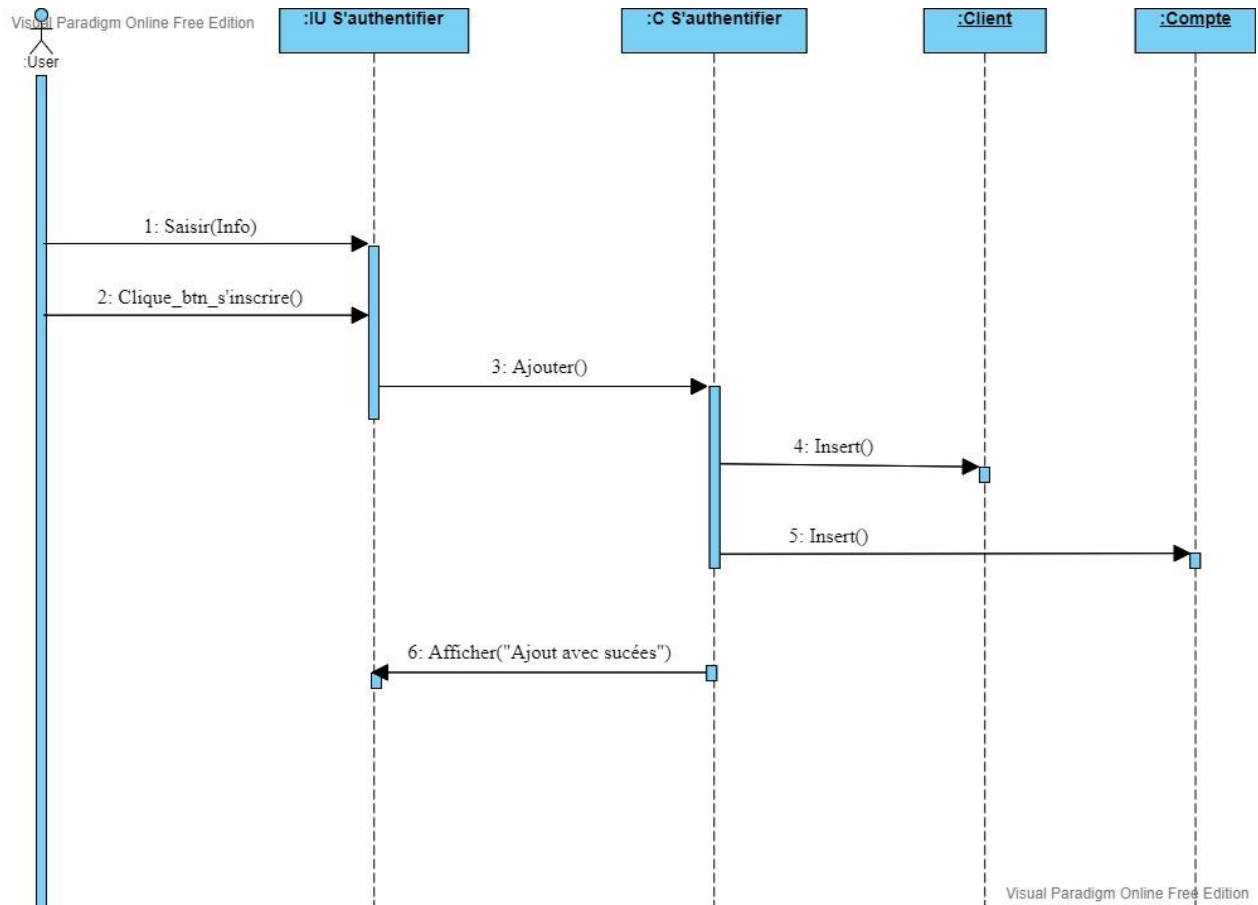 Visual Paradigm Online Free Edition
:User
:IU S'authentifier
:C S'authentifier
:Client
:Compte
1: Saisir(Info)
2: Clique_btn_s'inscrire()
3: Ajouter()
4: Insert()
5: Insert()
6: Afficher("Ajout avec sucées")
Visual Paradigm Online Free Edition